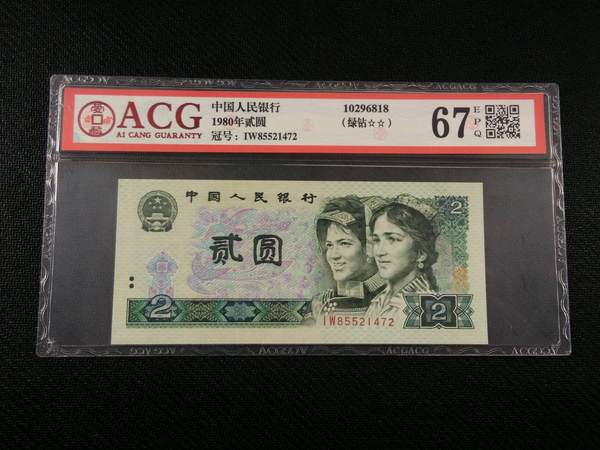 ACG
AI CANG GUARANTY
中国人民银行
1980年贰圆
冠号：IW85521472
10296818
（绿钻☆☆）
67 EPQ
中国人民银行
2
贰圆
2
IW85521472
2
ACGACG